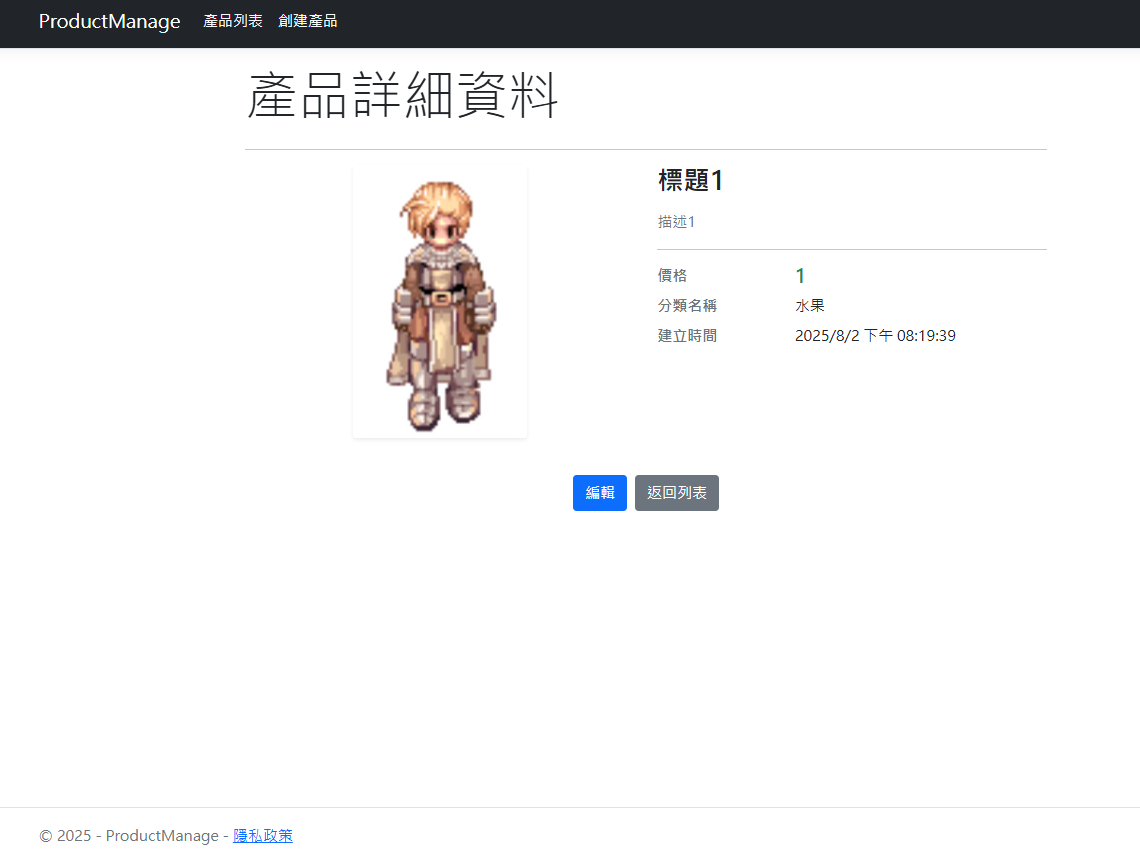 ProductManage 產品列表 創建產品
產品詳細資料
標題1
描述1
價格 1
分類名稱 水果
建立時間 2025/8/2 下午 08:19:39
編輯 返回列表
© 2025 - ProductManage - 隱私政策